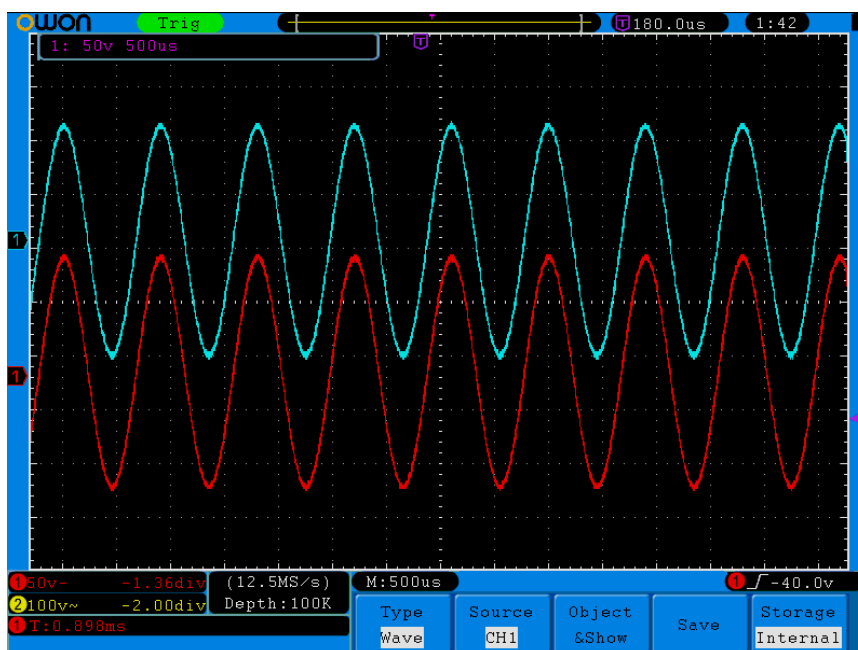 owon Trig T 180.0us 1:42
1: 50v 500us T
1
1
1 50v- -1.36div (12.5MS/s) M:500us 1 -40.0v
2 100v~ -2.00div Depth:100K
1 T:0.898ms
Type Source Object Save Storage
Wave CH1 &Show Internal